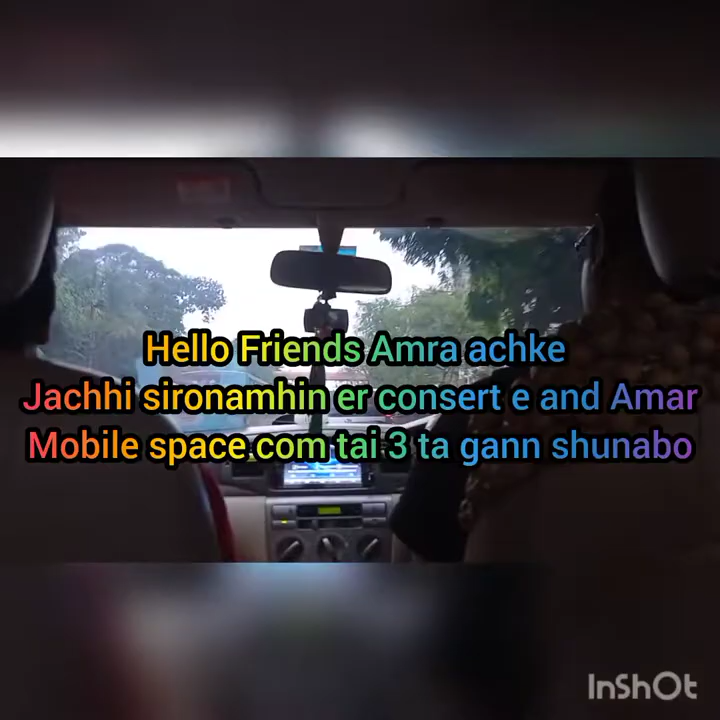 Hello Friends Amra achke
Jachhi sironamhin er consert e and Amar
Mobile space.com tai 3 ta gann shunabo
InShOt